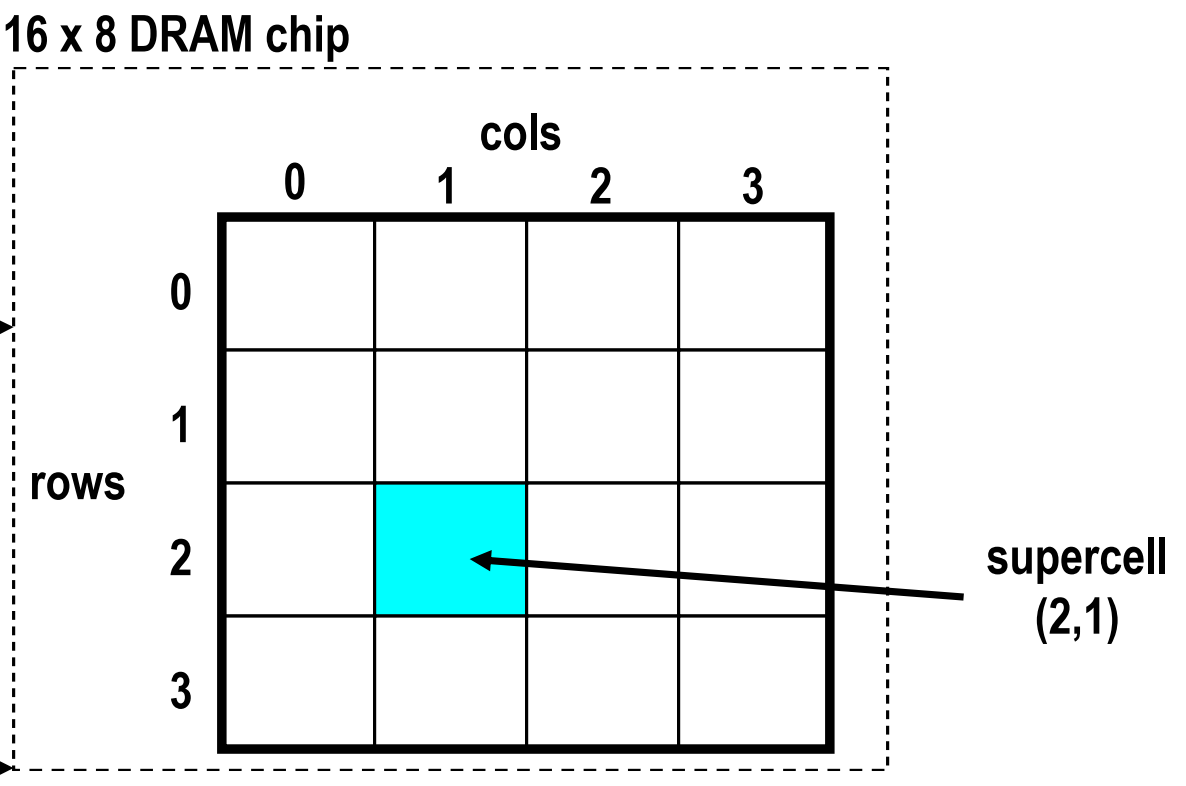 16 x 8 DRAM chip
cols
0 1 2 3
0
1
rows
2
supercell
(2,1)
3